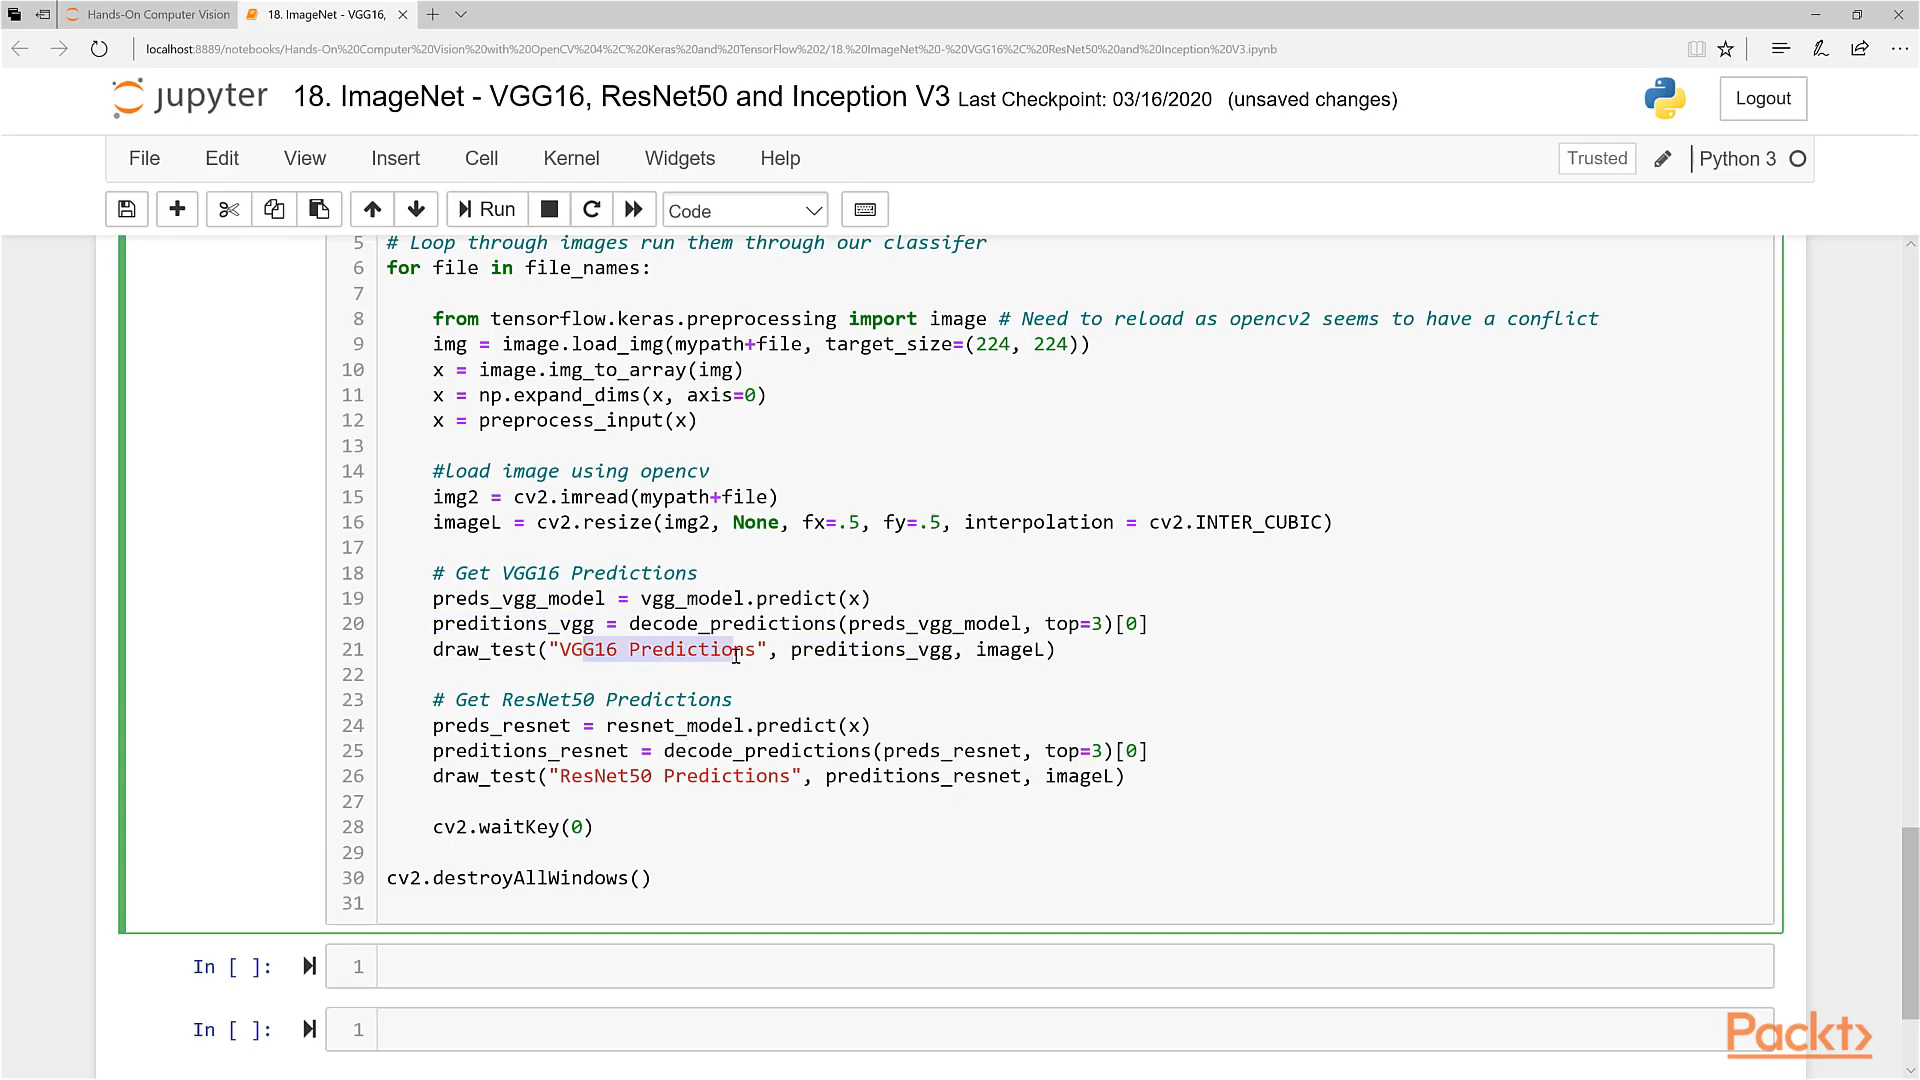 Hands-On Computer Vision
18. ImageNet - VGG16,
localhost:8889/notebooks/Hands-On%20Computer%20Vision%20with%20OpenCV%204%2C%20Keras%20and%20TensorFlow%202/18.%20ImageNet%20-%20VGG16%2C%20ResNet50%20and%20Inception%20V3.ipynb
jupyter 18. ImageNet - VGG16, ResNet50 and Inception V3 Last Checkpoint: 03/16/2020 (unsaved changes)
Logout
File Edit View Insert Cell Kernel Widgets Help
Trusted Python 3
Run
Code
5 # Loop through images run them through our classifer
6 for file in file_names:
7
8 from tensorflow.keras.preprocessing import image # Need to reload as opencv2 seems to have a conflict
9 img = image.load_img(mypath+file, target_size=(224, 224))
10 x = image.img_to_array(img)
11 x = np.expand_dims(x, axis=0)
12 x = preprocess_input(x)
13
14 #load image using opencv
15 img2 = cv2.imread(mypath+file)
16 imageL = cv2.resize(img2, None, fx=.5, fy=.5, interpolation = cv2.INTER_CUBIC)
17
18 # Get VGG16 Predictions
19 preds_vgg_model = vgg_model.predict(x)
20 preditions_vgg = decode_predictions(preds_vgg_model, top=3)[0]
21 draw_test("VGG16 Predictions", preditions_vgg, imageL)
22
23 # Get ResNet50 Predictions
24 preds_resnet = resnet_model.predict(x)
25 preditions_resnet = decode_predictions(preds_resnet, top=3)[0]
26 draw_test("ResNet50 Predictions", preditions_resnet, imageL)
27
28 cv2.waitKey(0)
29
30 cv2.destroyAllWindows()
31
In [ ]: 1
In [ ]: 1
Packt>